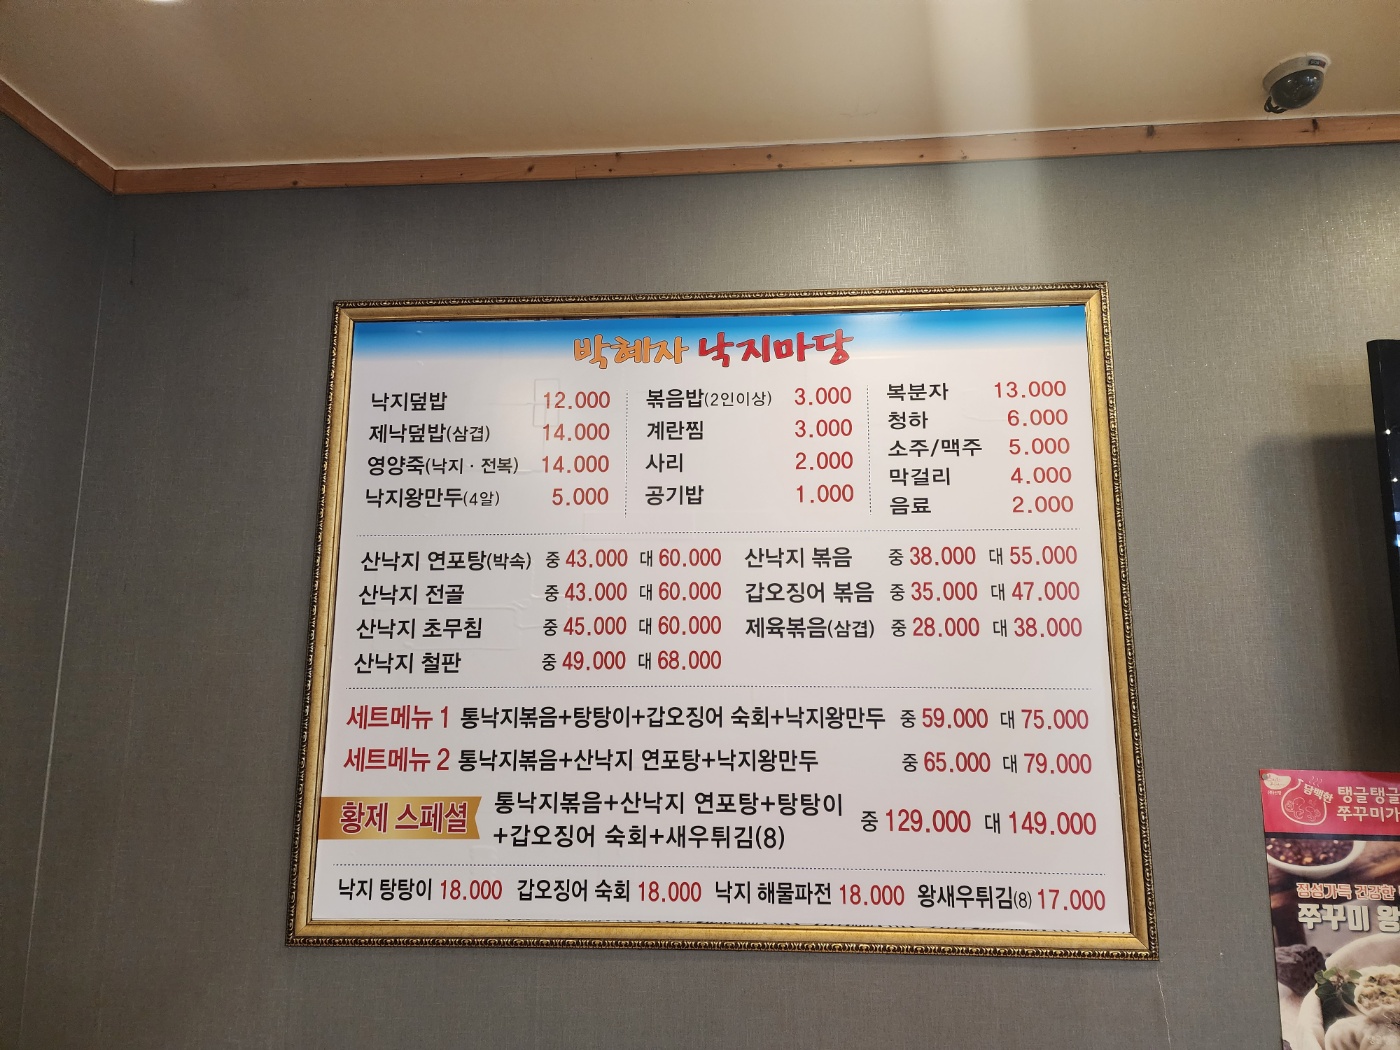 박혜자 낙지마당
낙지덮밥 12.000
제낙덮밥(삼겹) 14.000
영양죽(낙지·전복) 14.000
낙지왕만두(4알) 5.000
볶음밥(2인이상) 3.000
계란찜 3.000
사리 2.000
공기밥 1.000
복분자 13.000
청하 6.000
소주/맥주 5.000
막걸리 4.000
음료 2.000
산낙지 연포탕(박속) 중 43.000 대 60.000
산낙지 전골 중 43.000 대 60.000
산낙지 초무침 중 45.000 대 60.000
산낙지 철판 중 49.000 대 68.000
산낙지 볶음 중 38.000 대 55.000
갑오징어 볶음 중 35.000 대 47.000
제육볶음(삼겹) 중 28.000 대 38.000
세트메뉴 1 통낙지볶음+탕탕이+갑오징어 숙회+낙지왕만두 중 59.000 대 75.000
세트메뉴 2 통낙지볶음+산낙지 연포탕+낙지왕만두 중 65.000 대 79.000
황제 스페셜 통낙지볶음+산낙지 연포탕+탕탕이
+갑오징어 숙회+새우튀김(8) 중 129.000 대 149.000
낙지 탕탕이 18.000 갑오징어 숙회 18.000 낙지 해물파전 18.000 왕새우튀김(8) 17.000
담백한
탱글탱글
쭈꾸미가
점심가득 건강한
쭈꾸미 왕